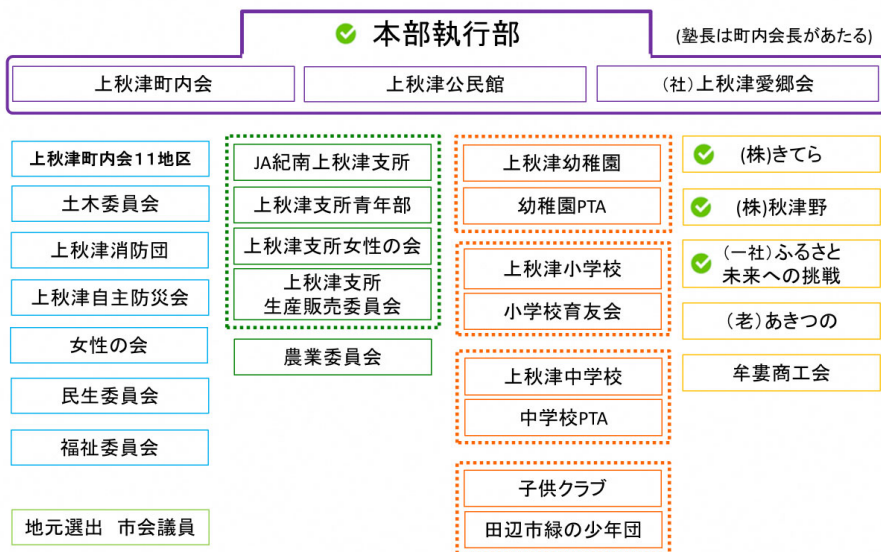 本部執行部
(塾長は町内会長があたる)
上秋津町内会
上秋津公民館
(社)上秋津愛郷会
上秋津町内会11地区
土木委員会
上秋津消防団
上秋津自主防災会
女性の会
民生委員会
福祉委員会
地元選出 市会議員
JA紀南上秋津支所
上秋津支所青年部
上秋津支所女性の会
上秋津支所
生産販売委員会
農業委員会
上秋津幼稚園
幼稚園PTA
上秋津小学校
小学校育友会
上秋津中学校
中学校PTA
子供クラブ
田辺市緑の少年団
(株)きてら
(株)秋津野
(一社)ふるさと
未来への挑戦
(老)あきつの
牟婁商工会